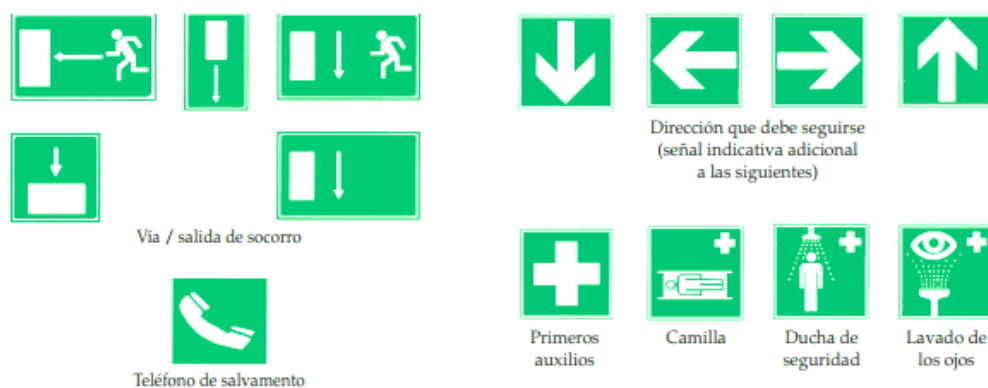 Vía / salida de socorro
Teléfono de salvamento
Dirección que debe seguirse
(señal indicativa adicional
a las siguientes)
Primeros
auxilios
Camilla
Ducha de
seguridad
Lavado de
los ojos